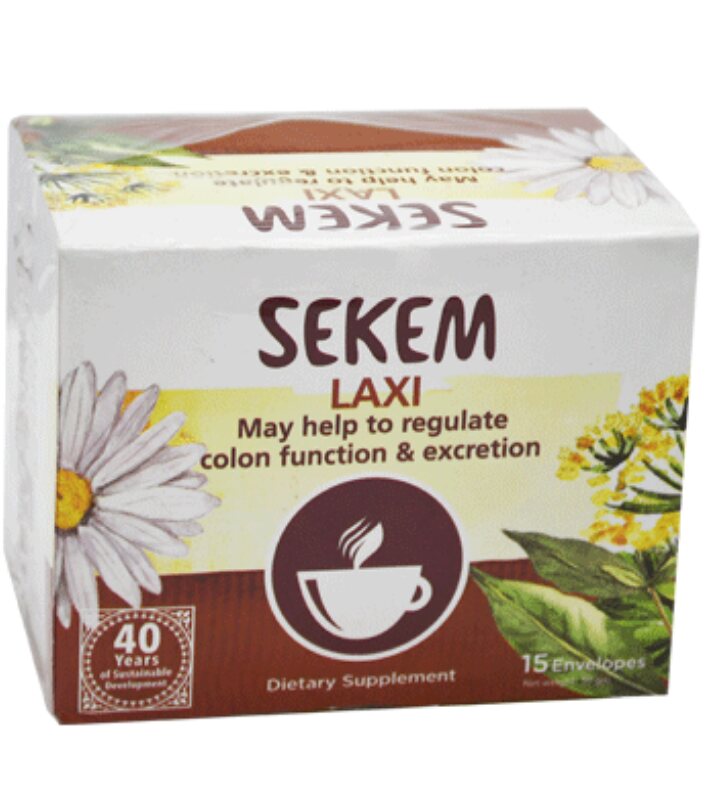 SEKEM
LAXI
May help to regulate
colon function & excretion
SEKEM
LAXI
May help to regulate
colon function & excretion
40
Years
of Sustainable
Development
Dietary Supplement
15 Envelopes